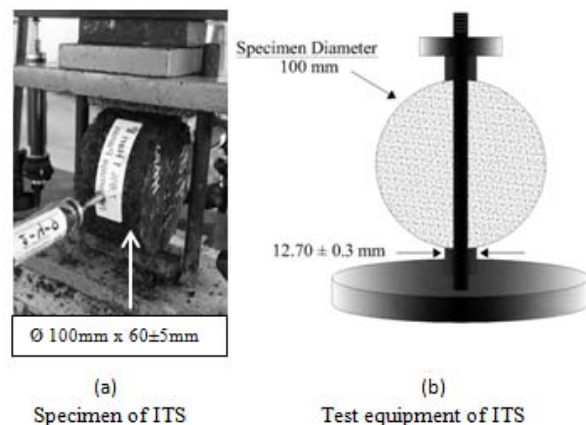 Specimen Diameter
100 mm
12.70 ± 0.3 mm
Ø 100mm x 60±5mm
(a)
Specimen of ITS
(b)
Test equipment of ITS